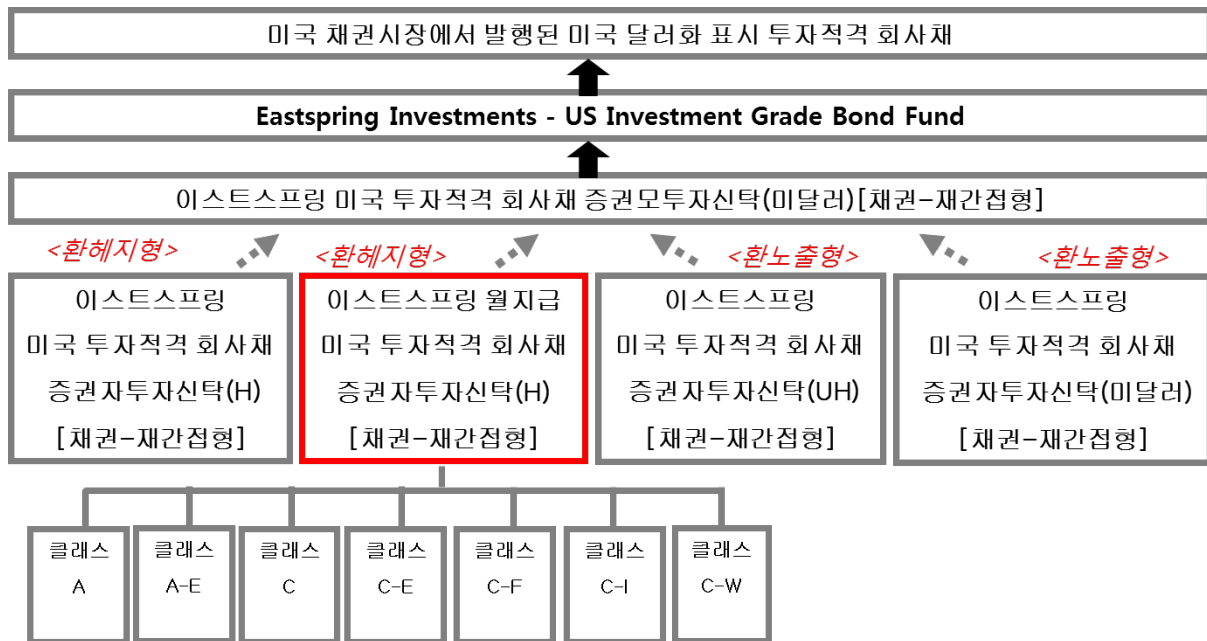 미국 채권시장에서 발행된 미국 달러화 표시 투자적격 회사채
Eastspring Investments - US Investment Grade Bond Fund
이스트스프링 미국 투자적격 회사채 증권모투자신탁(미달러)[채권-재간접형]
<환헤지형>
<환헤지형>
<환노출형>
<환노출형>
이스트스프링
미국 투자적격 회사채
증권자투자신탁(H)
[채권-재간접형]
이스트스프링 월지급
미국 투자적격 회사채
증권자투자신탁(H)
[채권-재간접형]
이스트스프링
미국 투자적격 회사채
증권자투자신탁(UH)
[채권-재간접형]
이스트스프링
미국 투자적격 회사채
증권자투자신탁(미달러)
[채권-재간접형]
클래스
A
클래스
A-E
클래스
C
클래스
C-E
클래스
C-F
클래스
C-I
클래스
C-W